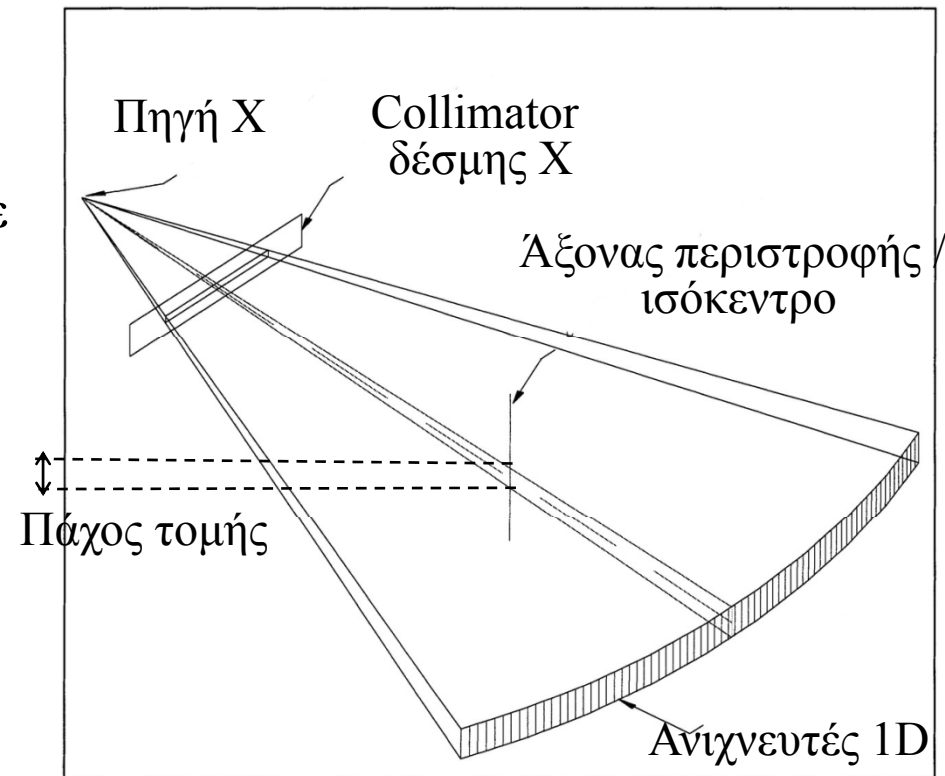 Πηγή Χ
Collimator
δέσμης Χ
ε
Άξονας περιστροφής /
ισόκεντρο
Πάχος τομής
Ανιχνευτές 1D